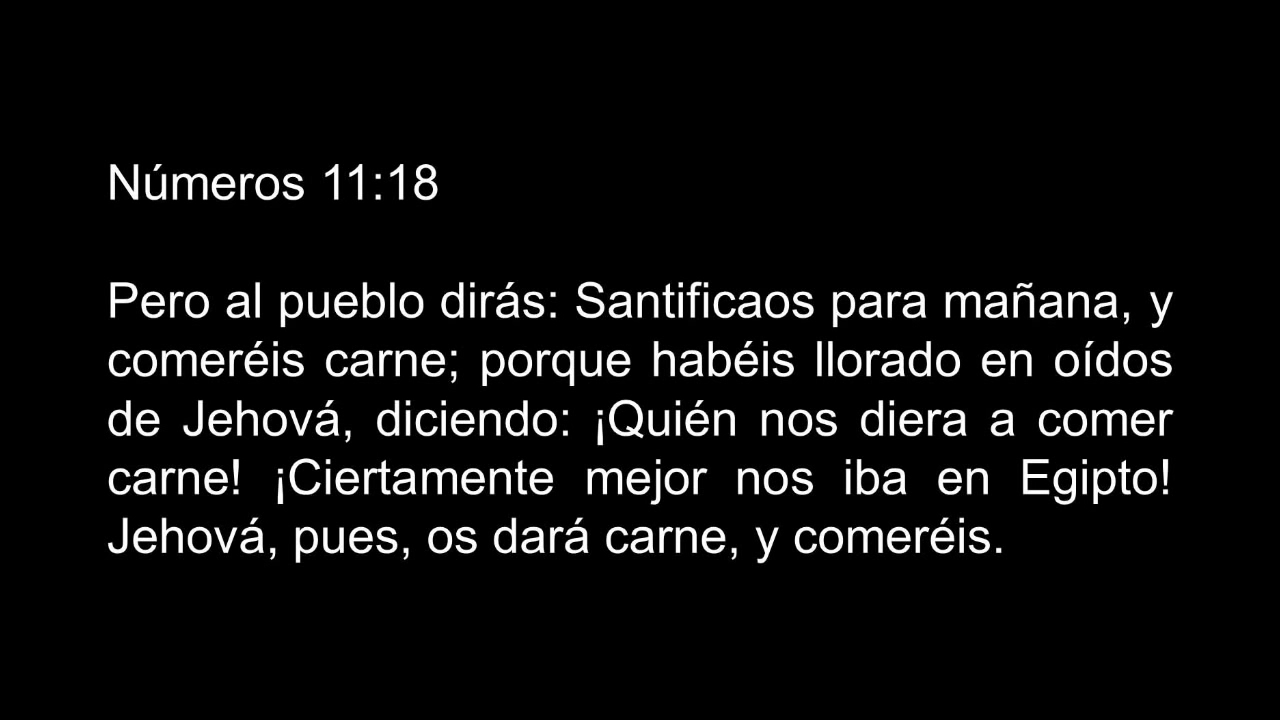 Números 11:18
Pero al pueblo dirás: Santificaos para mañana, y
comeréis carne; porque habéis llorado en oídos
de Jehová, diciendo: ¡Quién nos diera a comer
carne! ¡Ciertamente mejor nos iba en Egipto!
Jehová, pues, os dará carne, y comeréis.